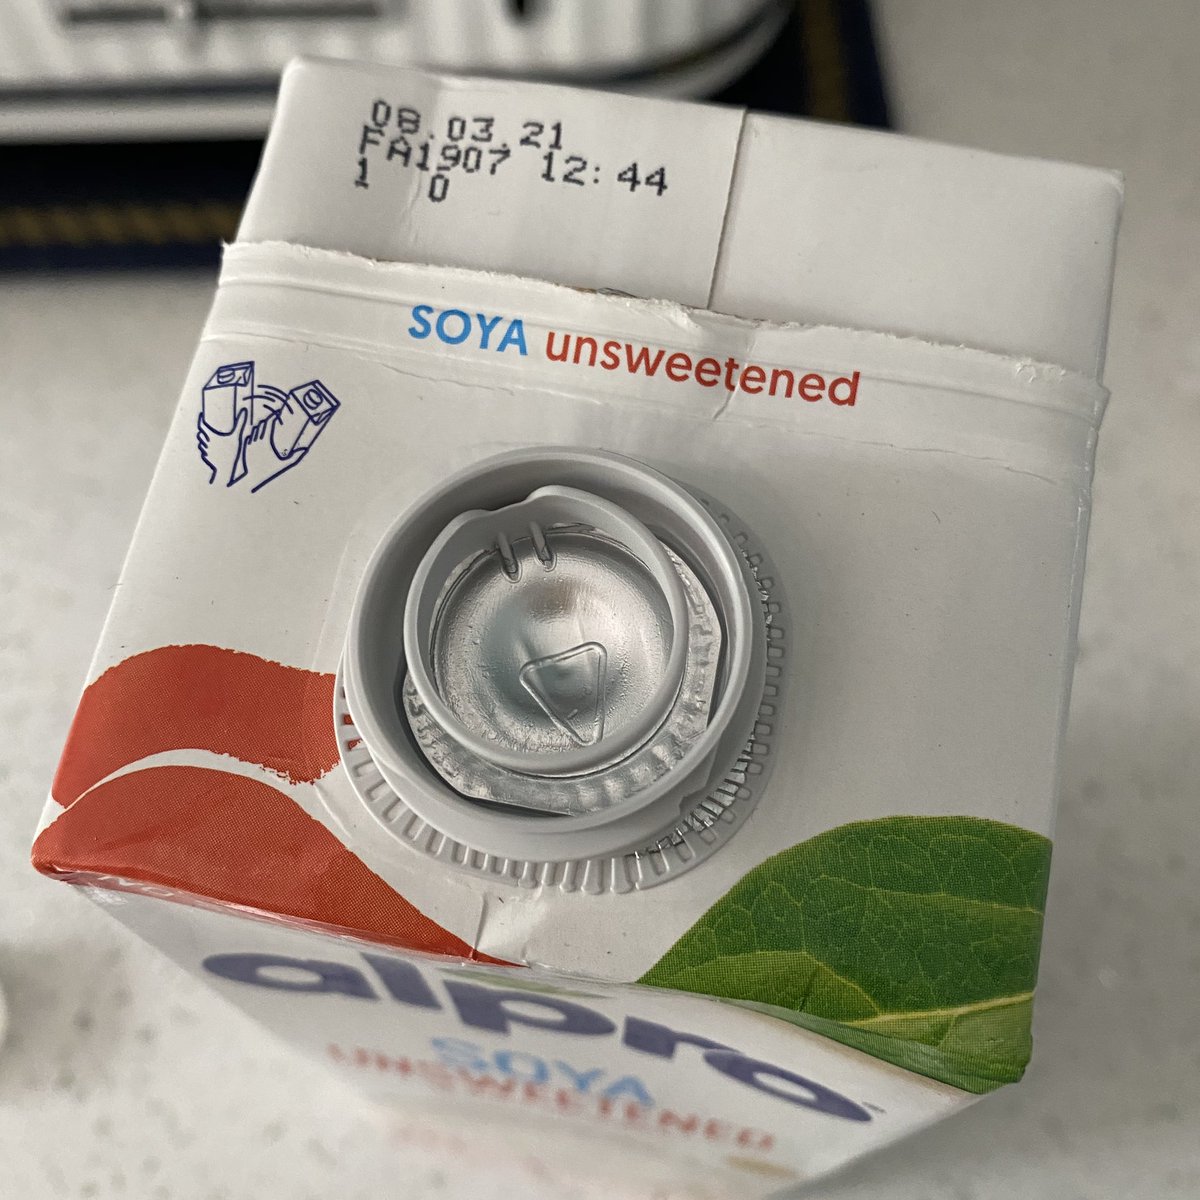 08.03.21
FA1907 12:44
1 0
SOYA unsweetened
alpro
SOYA
UNSWEETENED